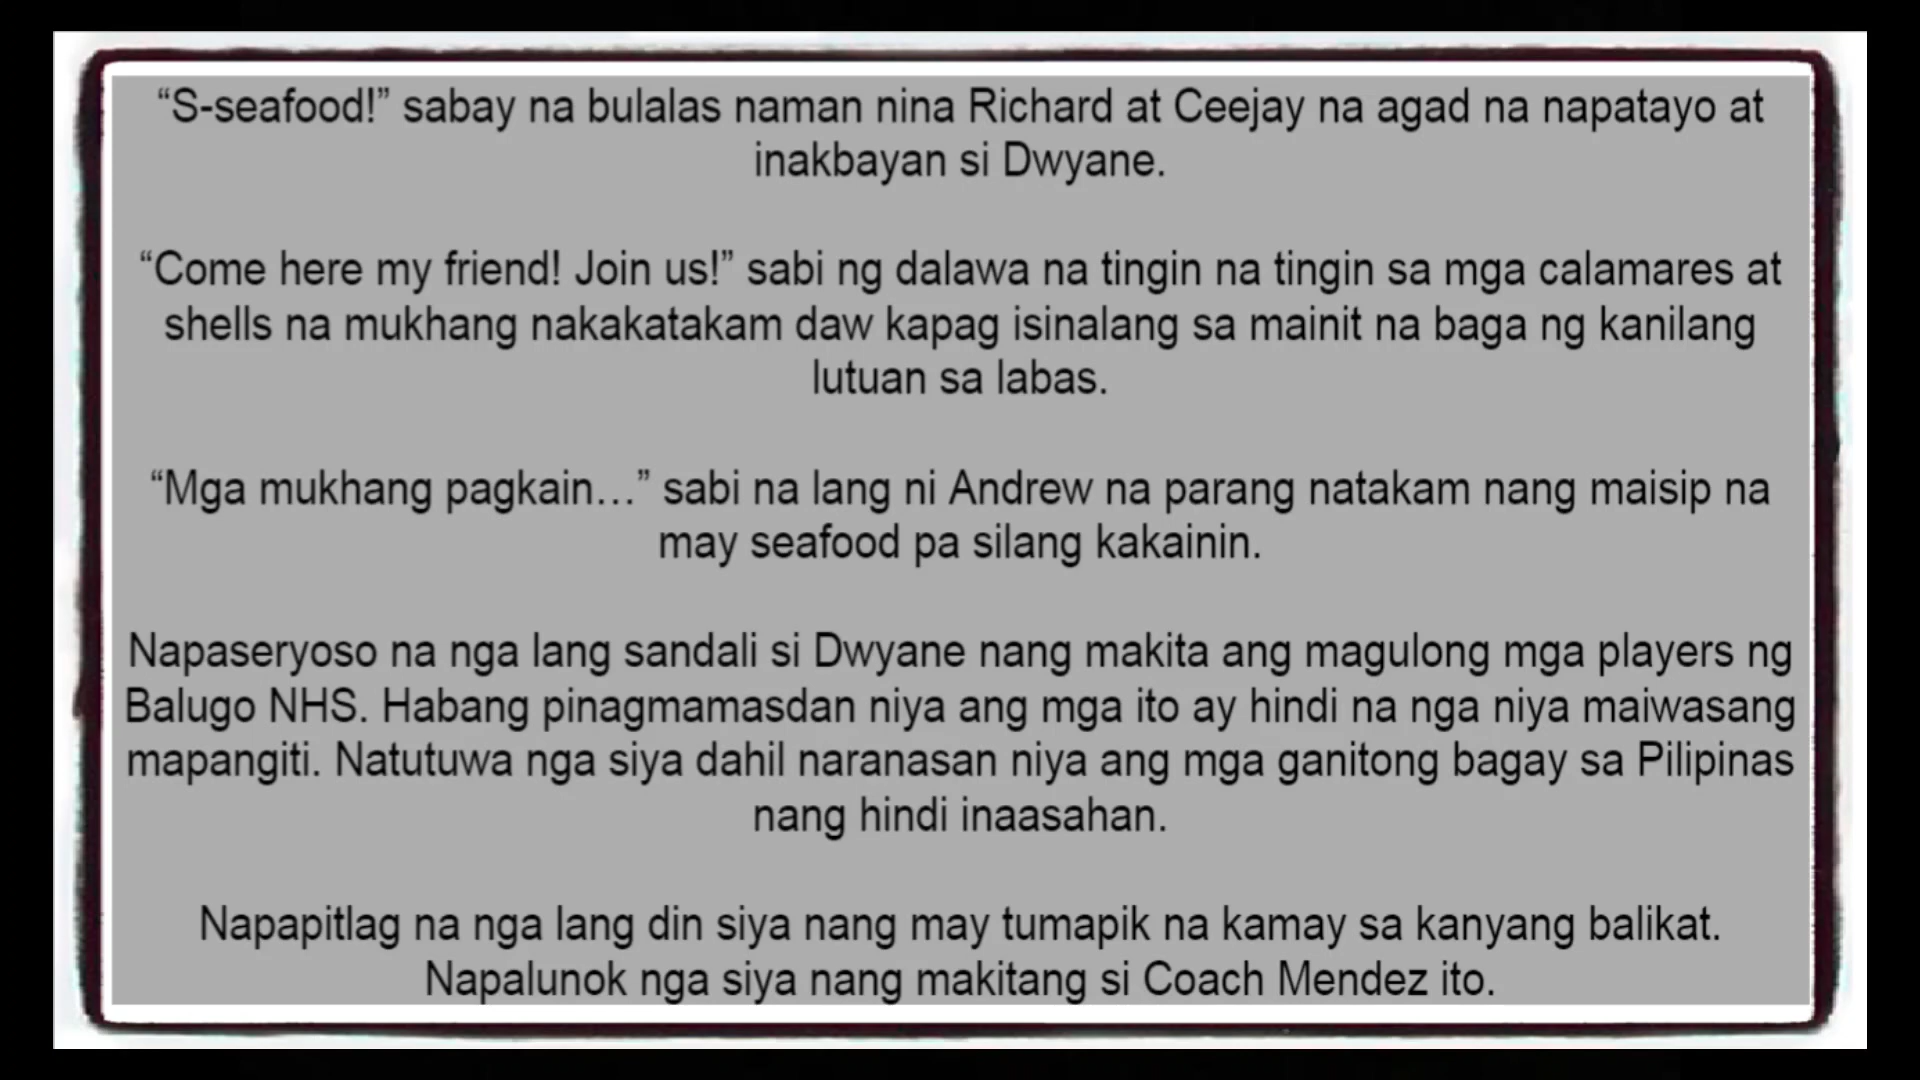 “S-seafood!” sabay na bulalas naman nina Richard at Ceejay na agad na napatayo at
inakbayan si Dwyane.
“Come here my friend! Join us!” sabi ng dalawa na tingin na tingin sa mga calamares at
shells na mukhang nakakatakam daw kapag isinalang sa mainit na baga ng kanilang
lutuan sa labas.
“Mga mukhang pagkain…” sabi na lang ni Andrew na parang natakam nang maisip na
may seafood pa silang kakainin.
Napaseryoso na nga lang sandali si Dwyane nang makita ang magulong mga players ng
Balugo NHS. Habang pinagmamasdan niya ang mga ito ay hindi na nga niya maiwasang
mapangiti. Natutuwa nga siya dahil naranasan niya ang mga ganitong bagay sa Pilipinas
nang hindi inaasahan.
Napapitlag na nga lang din siya nang may tumapik na kamay sa kanyang balikat.
Napalunok nga siya nang makitang si Coach Mendez ito.